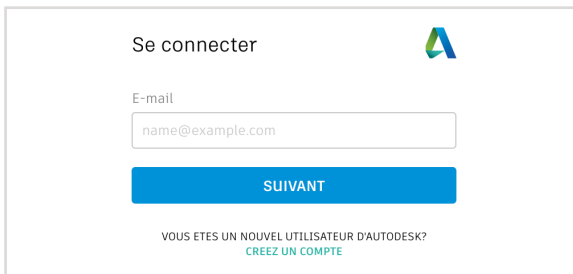 Se connecter
E-mail
name@example.com
SUIVANT
VOUS ETES UN NOUVEL UTILISATEUR D'AUTODESK?
CREEZ UN COMPTE